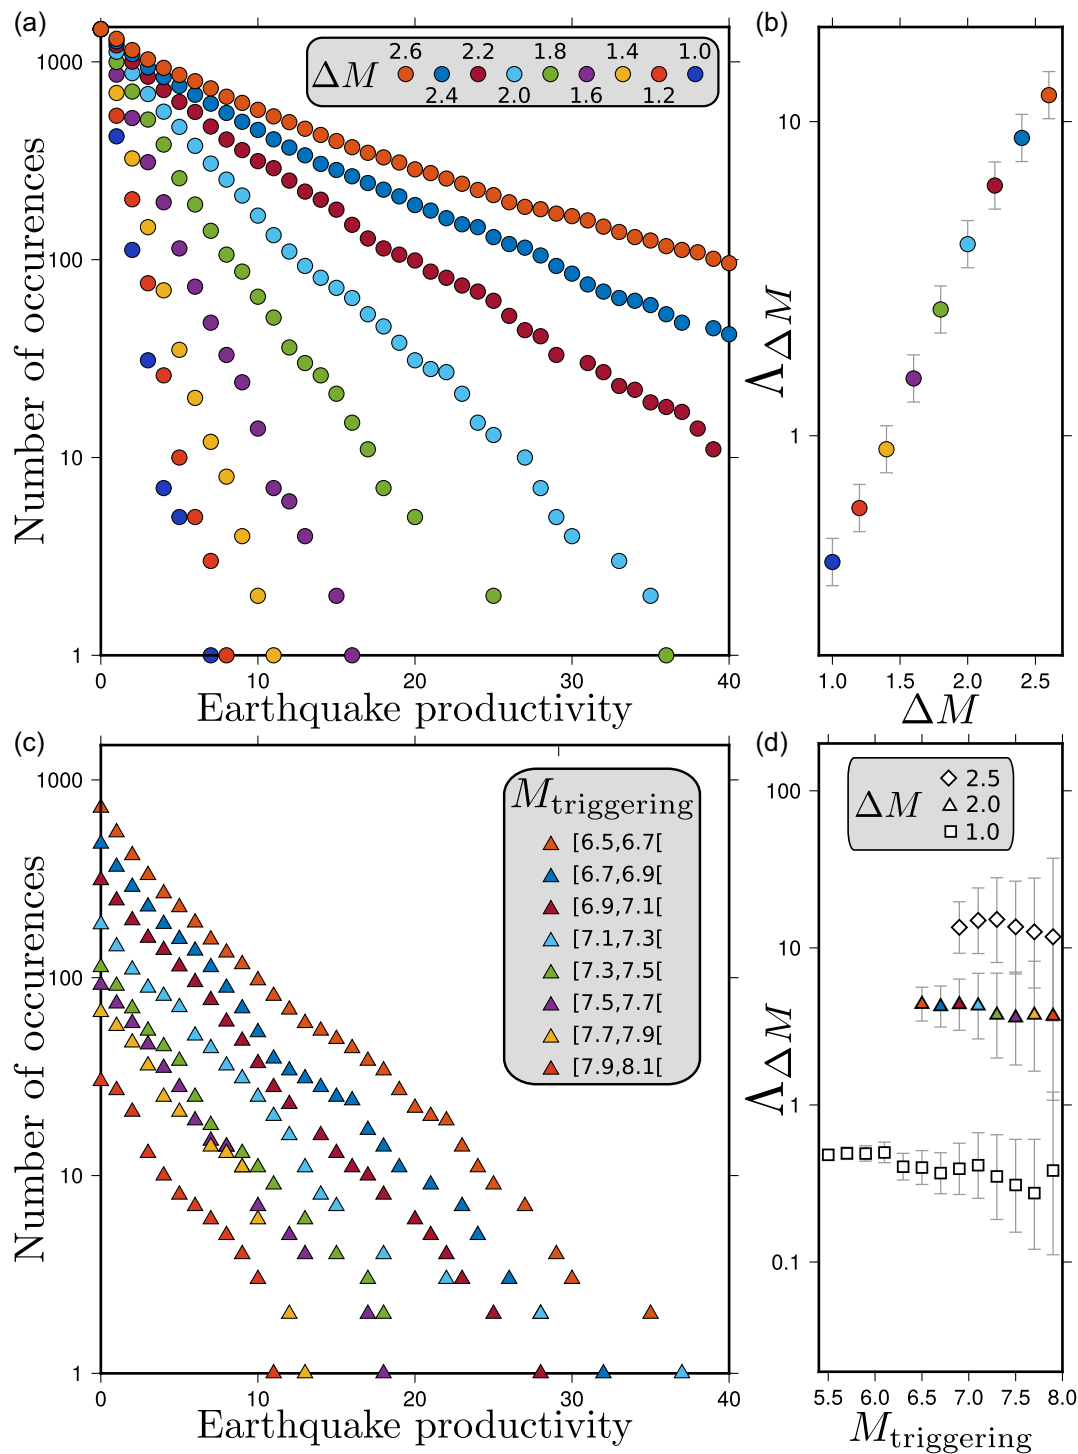 (a)
(b)
ΔM
2.6 2.2 1.8 1.4 1.0
2.4 2.0 1.6 1.2
Number of occurences
1000
100
10
1
0 10 20 30 40
Earthquake productivity
Λ ΔM
10
1
1.0 1.5 2.0 2.5
ΔM
(c)
(d)
M triggering
[6.5,6.7[
[6.7,6.9[
[6.9,7.1[
[7.1,7.3[
[7.3,7.5[
[7.5,7.7[
[7.7,7.9[
[7.9,8.1[
Number of occurences
1000
100
10
1
0 10 20 30 40
Earthquake productivity
ΔM
2.5
2.0
1.0
Λ ΔM
100
10
1
0.1
5.5 6.0 6.5 7.0 7.5 8.0
M triggering